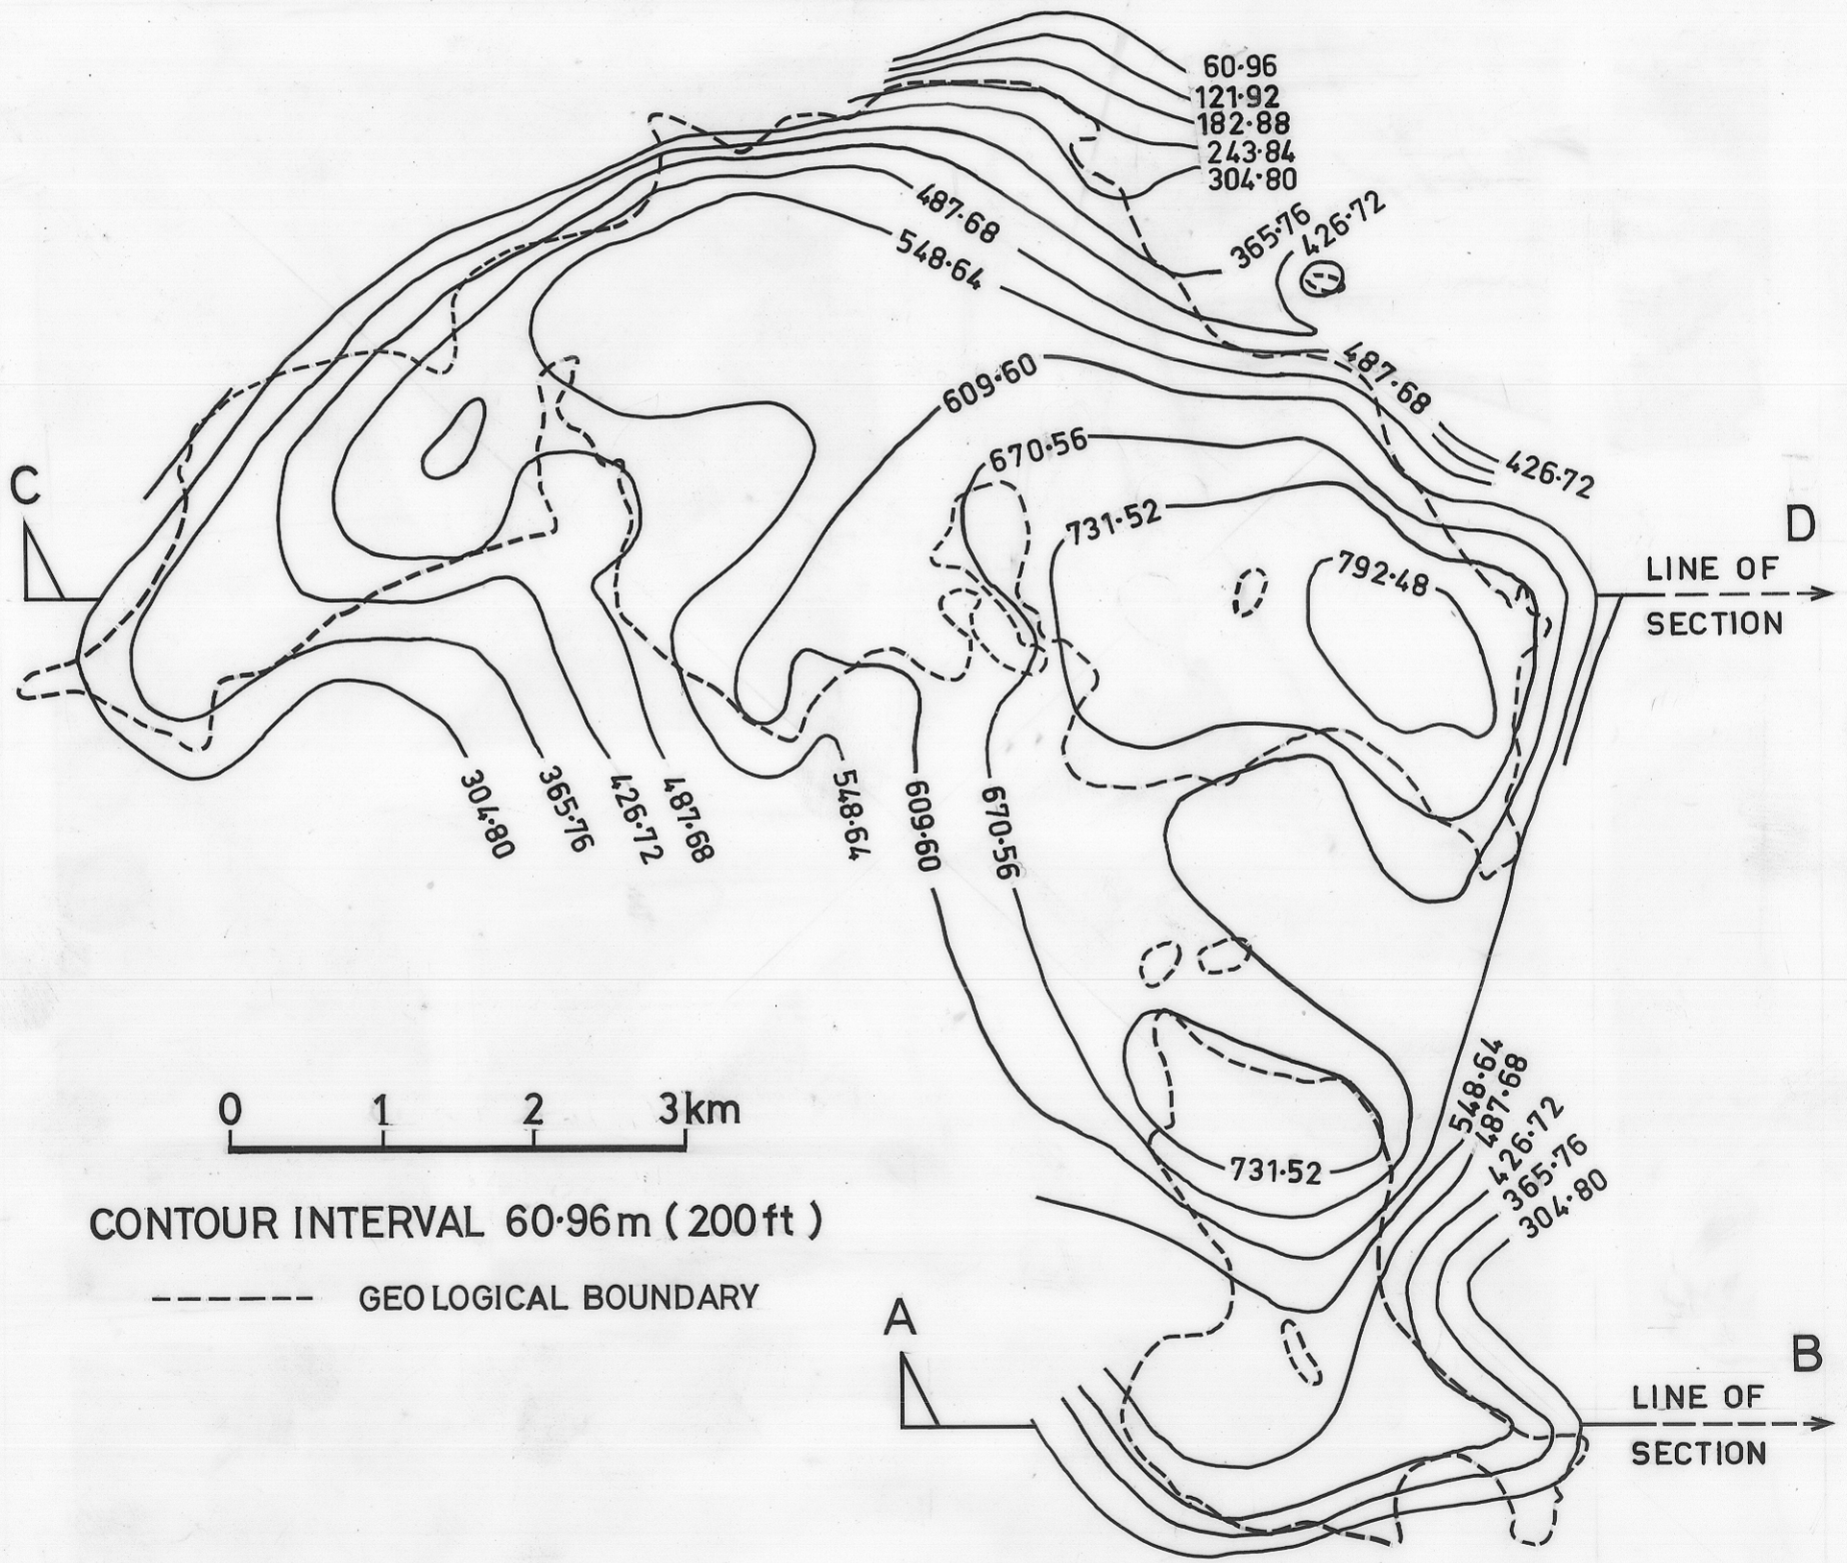 60·96
121·92
182·88
243·84
304·80
365·76
426·72
487·68
548·64
609·60
487·68
670·56
426·72
C
731·52
D
792·48
LINE OF
SECTION
304·80
365·76
426·72
487·68
548·64
609·60
670·56
548·64
487·68
426·72
365·76
304·80
731·52
0 1 2 3km
CONTOUR INTERVAL 60·96m (200ft)
GEOLOGICAL BOUNDARY
A
B
LINE OF
SECTION